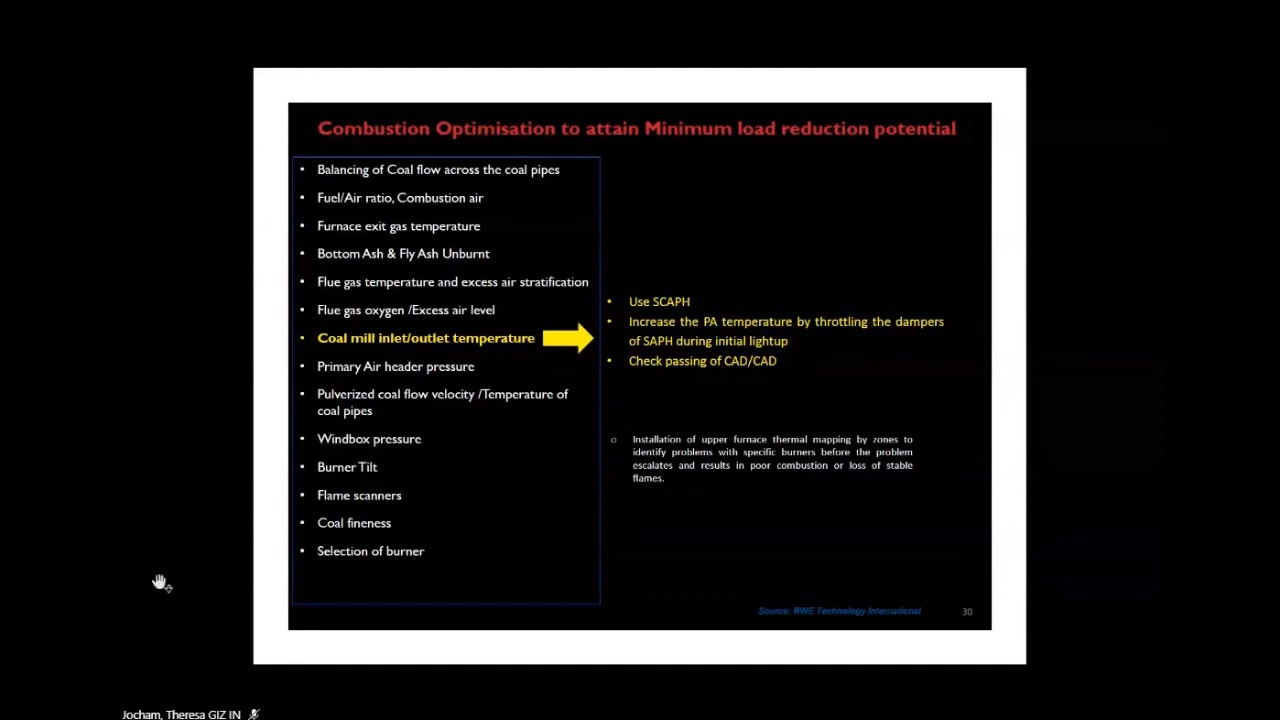 Combustion Optimisation to attain Minimum load reduction potential
• Balancing of Coal flow across the coal pipes
• Fuel/Air ratio, Combustion air
• Furnace exit gas temperature
• Bottom Ash & Fly Ash Unburnt
• Flue gas temperature and excess air stratification
• Flue gas oxygen /Excess air level
• Coal mill inlet/outlet temperature
• Primary Air header pressure
• Pulverized coal flow velocity /Temperature of
coal pipes
• Windbox pressure
• Burner Tilt
• Flame scanners
• Coal fineness
• Selection of burner
• Use SCAPH
• Increase the PA temperature by throttling the dampers
of SAPH during initial lightup
• Check passing of CAD/CAD
o Installation of upper furnace thermal mapping by zones to
identify problems with specific burners before the problem
escalates and results in poor combustion or loss of stable
flames.
Source: RWE Technology International
30
Jocham, Theresa GIZ IN